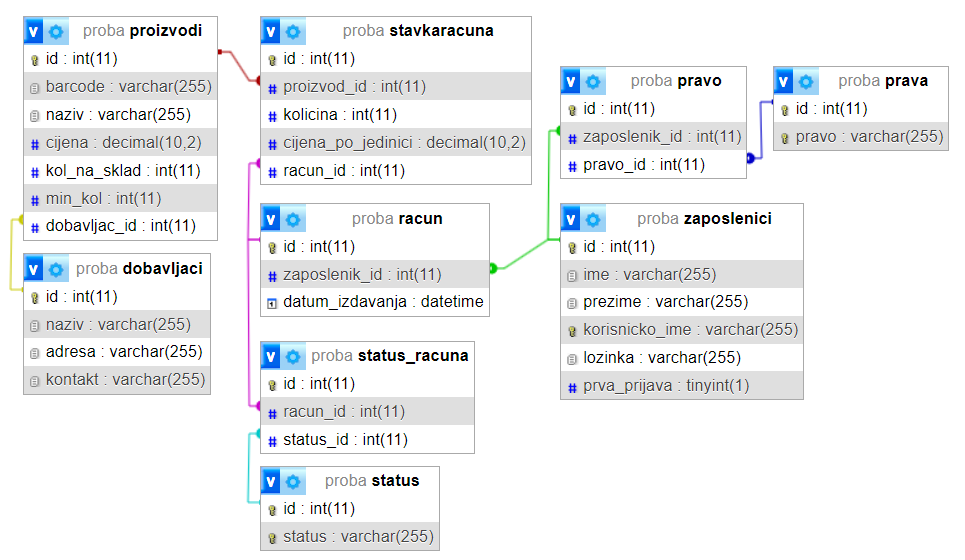 proba proizvodi
id : int(11)
barcode : varchar(255)
naziv : varchar(255)
cijena : decimal(10,2)
kol_na_sklad : int(11)
min_kol : int(11)
dobavljac_id : int(11)
proba dobavljaci
id : int(11)
naziv : varchar(255)
adresa : varchar(255)
kontakt : varchar(255)
proba stavkaracuna
id : int(11)
proizvod_id : int(11)
kolicina : int(11)
cijena_po_jedinici : decimal(10,2)
racun_id : int(11)
proba racun
id : int(11)
zaposlenik_id : int(11)
datum_izdavanja : datetime
proba status_racuna
id : int(11)
racun_id : int(11)
status_id : int(11)
proba status
id : int(11)
status : varchar(255)
proba pravo
id : int(11)
zaposlenik_id : int(11)
pravo_id : int(11)
proba zaposlenici
id : int(11)
ime : varchar(255)
prezime : varchar(255)
korisnicko_ime : varchar(255)
lozinka : varchar(255)
prva_prijava : tinyint(1)
proba prava
id : int(11)
pravo : varchar(255)